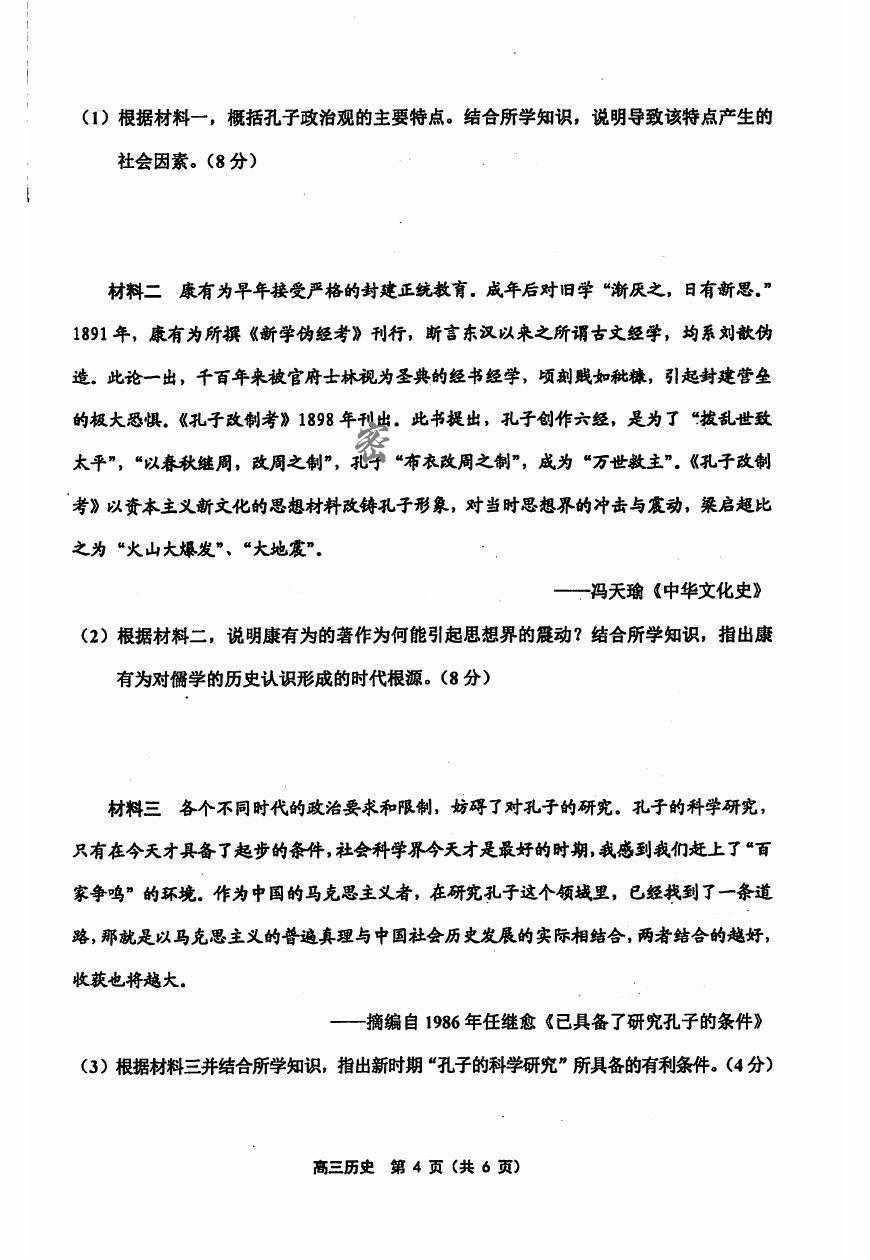 （1）根据材料一，概括孔子政治观的主要特点。结合所学知识，说明导致该特点产生的
社会因素。（8 分）
材料二 康有为早年接受严格的封建正统教育。成年后对旧学“渐厌之，日有新思。”
1891 年，康有为所撰《新学伪经考》刊行，断言东汉以来之所谓古文经学，均系刘歆伪
造。此论一出，千百年来被官府士林视为圣典的经书经学，顷刻贱如秕糠，引起封建营垒
的极大恐惧。《孔子改制考》1898 年刊出。此书提出，孔子创作六经，是为了“拨乱世致
太平”，“以春秋继周，改周之制”，孔子“布衣改周之制”，成为“万世救主”。《孔子改制
考》以资本主义新文化的思想材料改铸孔子形象，对当时思想界的冲击与震动，梁启超比
之为“火山大爆发”、“大地震”。
——冯天瑜《中华文化史》
（2）根据材料二，说明康有为的著作为何能引起思想界的震动？结合所学知识，指出康
有为对儒学的历史认识形成的时代根源。（8 分）
材料三 各个不同时代的政治要求和限制，妨碍了对孔子的研究。孔子的科学研究，
只有在今天才具备了起步的条件，社会科学界今天才是最好的时期，我感到我们赶上了“百
家争鸣”的环境。作为中国的马克思主义者，在研究孔子这个领域里，已经找到了一条道
路，那就是以马克思主义的普遍真理与中国社会历史发展的实际相结合，两者结合的越好，
收获也将越大。
——摘编自 1986 年任继愈《已具备了研究孔子的条件》
（3）根据材料三并结合所学知识，指出新时期“孔子的科学研究”所具备的有利条件。（4 分）
高三历史 第 4 页（共 6 页）
密